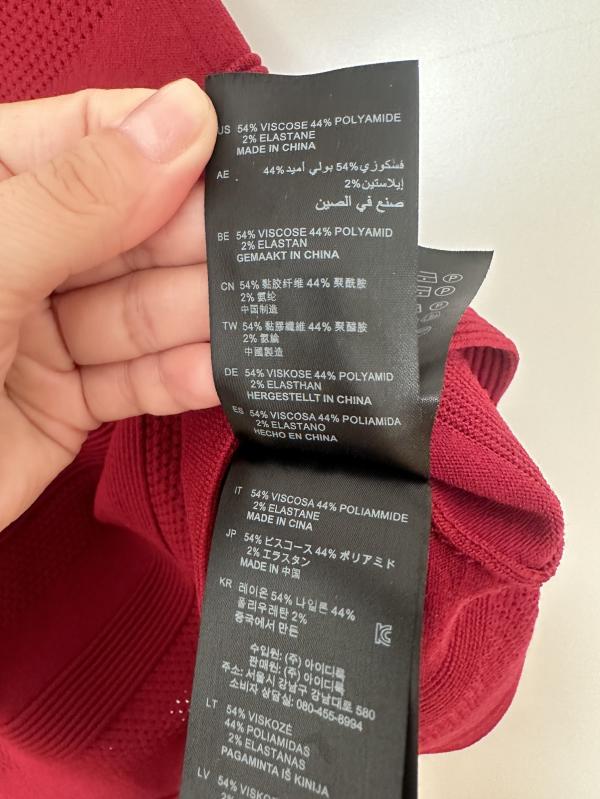 US 54% VISCOSE 44% POLYAMIDE
2% ELASTANE
MADE IN CHINA
AE فسكوزي 54% بولي أميد 44%
إيلاستين 2%
صنع في الصين
BE 54% VISCOSE 44% POLYAMID
2% ELASTAN
GEMAAKT IN CHINA
CN 54% 黏胶纤维 44% 聚酰胺
2% 氨纶
中国制造
TW 54% 黏膠纖維 44% 聚醯胺
2% 氨綸
中國製造
DE 54% VISKOSE 44% POLYAMID
2% ELASTHAN
HERGESTELLT IN CHINA
ES 54% VISCOSA 44% POLIAMIDA
2% ELASTANO
HECHO EN CHINA
IT 54% VISCOSA 44% POLIAMMIDE
2% ELASTANE
MADE IN CINA
JP 54% ビスコース 44% ポリアミド
2% エラスタン
MADE IN 中国
KR 레이온 54% 나일론 44%
폴리우레탄 2%
중국에서 만든
수입원: (주) 아이디룩
판매원: (주) 아이디룩
주소: 서울시 강남구 강남대로 580
소비자 상담실: 080-455-8994
LT 54% VISKOZĖ
44% POLIAMIDAS
2% ELASTANAS
PAGAMINTA IŠ KINIJA
LV 54% VISKOZE